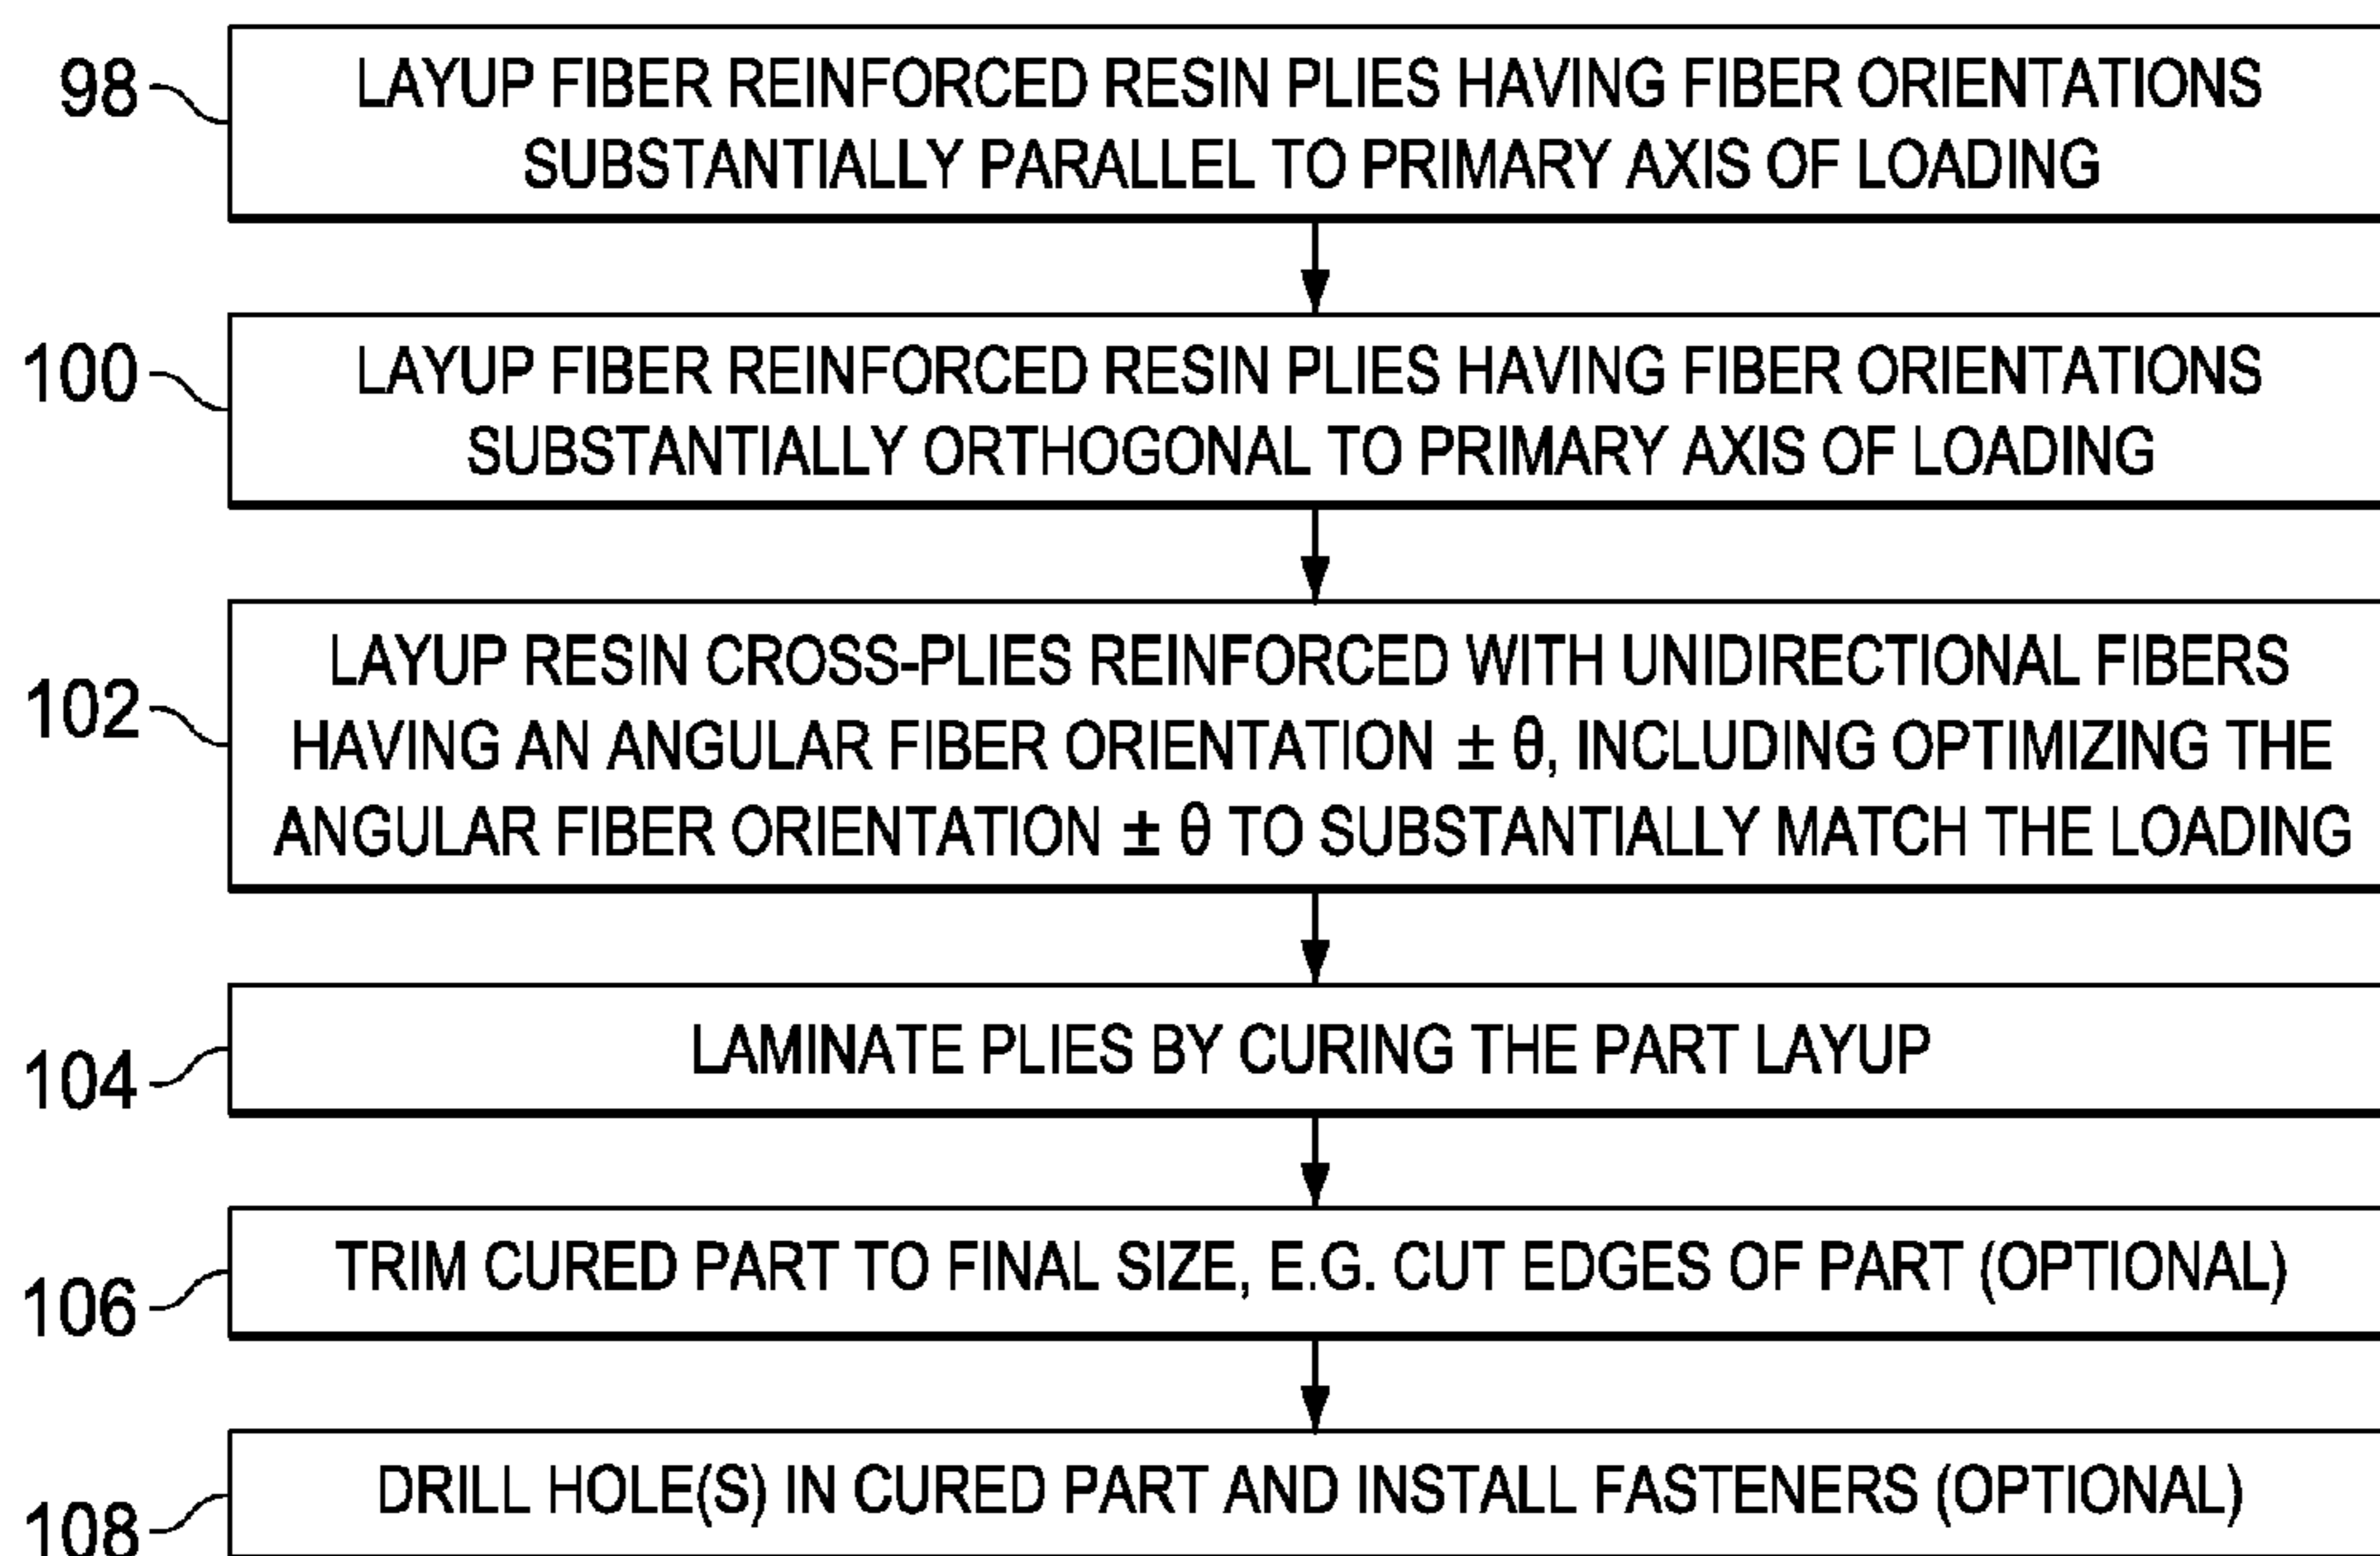 98
LAYUP FIBER REINFORCED RESIN PLIES HAVING FIBER ORIENTATIONS
SUBSTANTIALLY PARALLEL TO PRIMARY AXIS OF LOADING
100
LAYUP FIBER REINFORCED RESIN PLIES HAVING FIBER ORIENTATIONS
SUBSTANTIALLY ORTHOGONAL TO PRIMARY AXIS OF LOADING
102
LAYUP RESIN CROSS-PLIES REINFORCED WITH UNIDIRECTIONAL FIBERS
HAVING AN ANGULAR FIBER ORIENTATION ± θ, INCLUDING OPTIMIZING THE
ANGULAR FIBER ORIENTATION ± θ TO SUBSTANTIALLY MATCH THE LOADING
104
LAMINATE PLIES BY CURING THE PART LAYUP
106
TRIM CURED PART TO FINAL SIZE, E.G. CUT EDGES OF PART (OPTIONAL)
108
DRILL HOLE(S) IN CURED PART AND INSTALL FASTENERS (OPTIONAL)